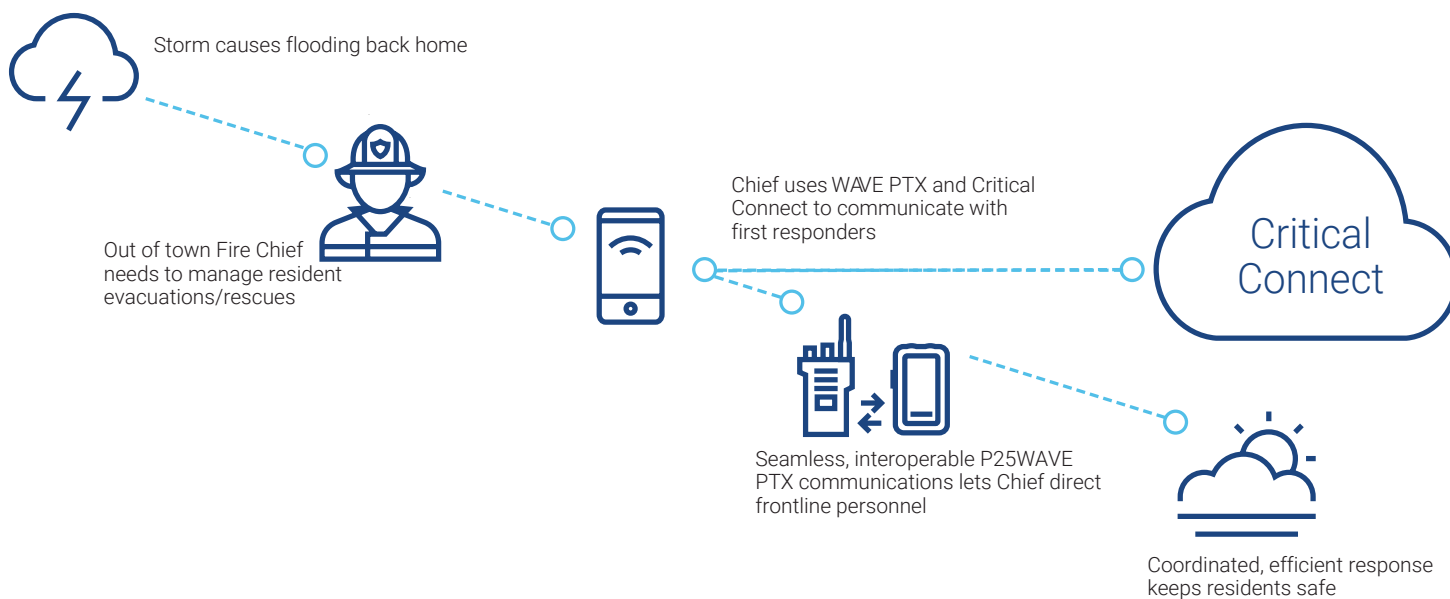 Storm causes flooding back home
Out of town Fire Chief
needs to manage resident
evacuations/rescues
Chief uses WAVE PTX and Critical
Connect to communicate with
first responders
Critical
Connect
Seamless, interoperable P25WAVE
PTX communications lets Chief direct
frontline personnel
Coordinated, efficient response
keeps residents safe